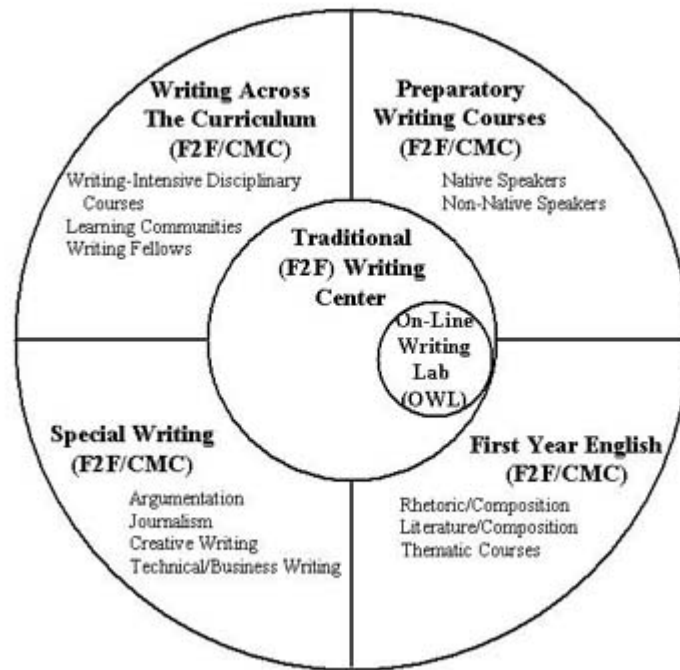 Writing Across
The Curriculum
(F2F/CMC)
Writing-Intensive Disciplinary
Courses
Learning Communities
Writing Fellows
Preparatory
Writing Courses
(F2F/CMC)
Native Speakers
Non-Native Speakers
Traditional
(F2F) Writing
Center
On-Line
Writing
Lab
(OWL)
Special Writing
(F2F/CMC)
Argumentation
Journalism
Creative Writing
Technical/Business Writing
First Year English
(F2F/CMC)
Rhetoric/Composition
Literature/Composition
Thematic Courses